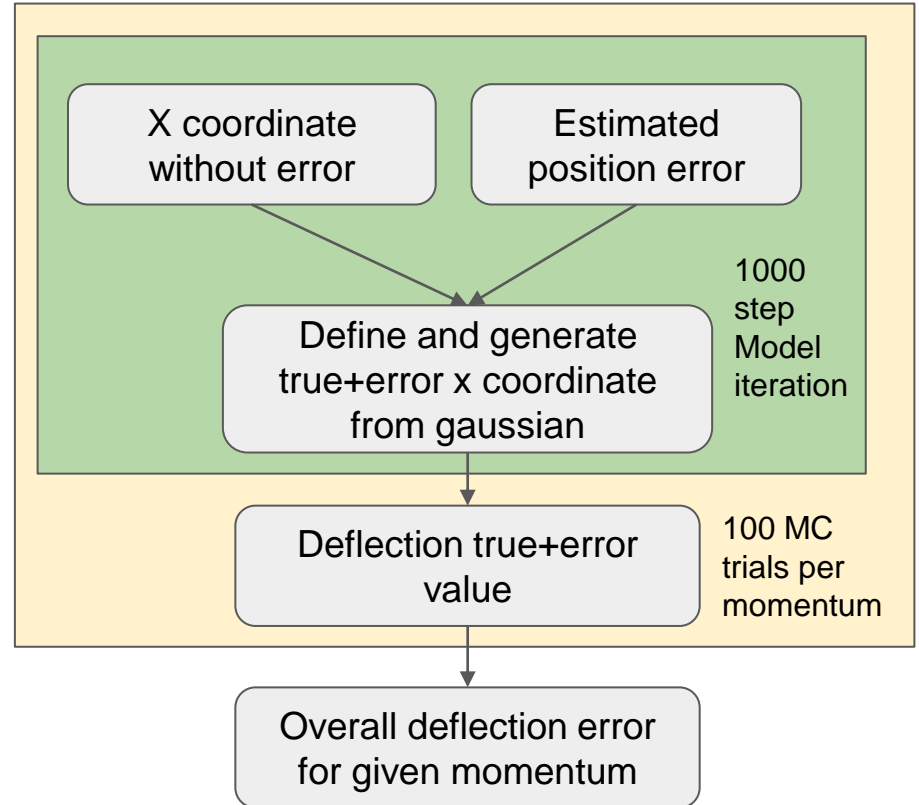 X coordinate
without error
Estimated
position error
1000
step
Model
iteration
Define and generate
true+error x coordinate
from gaussian
Deflection true+error
value
100 MC
trials per
momentum
Overall deflection error
for given momentum